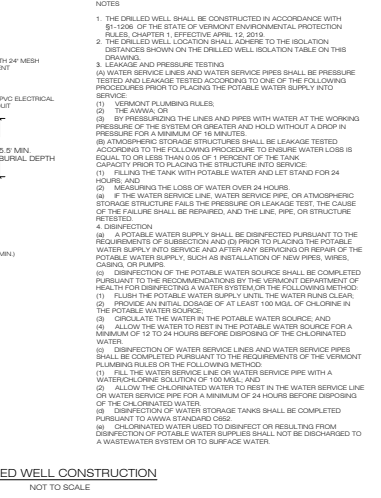 NOTES
1. THE DRILLED WELL SHALL BE CONSTRUCTED IN ACCORDANCE WITH
§1-1206 OF THE STATE OF VERMONT ENVIRONMENTAL PROTECTION
RULES, CHAPTER 1, EFFECTIVE APRIL 12, 2019.
2. THE DRILLED WELL LOCATION SHALL ADHERE TO THE ISOLATION
DISTANCES SHOWN ON THE DRILLED WELL ISOLATION TABLE ON THIS
DRAWING.
3. LEAKAGE AND PRESSURE TESTING
(A) WATER SERVICE LINES AND WATER SERVICE PIPES SHALL BE PRESSURE
TESTED AND LEAKAGE TESTED ACCORDING TO ONE OF THE FOLLOWING
PROCEDURES PRIOR TO PLACING THE POTABLE WATER SUPPLY INTO
SERVICE:
(1) VERMONT PLUMBING RULES;
(2) THE AWWA, OR
(3) BY PRESSURIZING THE LINES AND PIPES WITH WATER AT THE WORKING
PRESSURE OF THE SYSTEM OR GREATER AND HOLD WITHOUT A DROP IN
PRESSURE FOR A MINIMUM OF 15 MINUTES.
(B) ATMOSPHERIC STORAGE STRUCTURES SHALL BE LEAKAGE TESTED
ACCORDING TO THE FOLLOWING PROCEDURE TO ENSURE WATER LOSS IS
EQUAL TO OR LESS THAN 0.05 OF 1 PERCENT OF THE TANK
CAPACITY PRIOR TO PLACING THE STRUCTURE INTO SERVICE:
(1) FILLING THE TANK WITH POTABLE WATER AND LET STAND FOR 24
HOURS; AND
(2) MEASURING THE LOSS OF WATER OVER 24 HOURS.
(a) IF THE WATER SERVICE LINE, WATER SERVICE PIPE, OR ATMOSPHERIC
STORAGE STRUCTURE FAILS THE PRESSURE OR LEAKAGE TEST, THE CAUSE
OF THE FAILURE SHALL BE REPAIRED, AND THE LINE, PIPE, OR STRUCTURE
RETESTED.
4. DISINFECTION
(a) A POTABLE WATER SUPPLY SHALL BE DISINFECTED PURSUANT TO THE
REQUIREMENTS OF SUBSECTION AND (D) PRIOR TO PLACING THE POTABLE
WATER SUPPLY INTO SERVICE AND AFTER ANY SERVICING OR REPAIR OF THE
POTABLE WATER SUPPLY, SUCH AS INSTALLATION OF NEW PIPES, WIRES,
CASING, OR PUMPS.
(c) DISINFECTION OF THE POTABLE WATER SOURCE SHALL BE COMPLETED
PURSUANT TO THE RECOMMENDATIONS BY THE VERMONT DEPARTMENT OF
HEALTH FOR DISINFECTING A WATER SYSTEM,OR THE FOLLOWING METHOD:
(1) FLUSH THE POTABLE WATER SUPPLY UNTIL THE WATER RUNS CLEAR;
(2) PROVIDE AN INITIAL DOSAGE OF AT LEAST 100 MG/L OF CHLORINE IN
THE POTABLE WATER SOURCE;
(3) CIRCULATE THE WATER IN THE POTABLE WATER SOURCE; AND
(4) ALLOW THE WATER TO REST IN THE POTABLE WATER SOURCE FOR A
MINIMUM OF 12 TO 24 HOURS BEFORE DISPOSING OF THE CHLORINATED
WATER.
(c) DISINFECTION OF WATER SERVICE LINES AND WATER SERVICE PIPES
SHALL BE COMPLETED PURSUANT TO THE REQUIREMENTS OF THE VERMONT
PLUMBING RULES OR THE FOLLOWING METHOD:
(1) FILL THE WATER SERVICE LINE OR WATER SERVICE PIPE WITH A
WATER/CHLORINE SOLUTION OF 100 MG/L; AND
(2) ALLOW THE CHLORINATED WATER TO REST IN THE WATER SERVICE LINE
OR WATER SERVICE PIPE FOR A MINIMUM OF 24 HOURS BEFORE DISPOSING
OF THE CHLORINATED WATER.
(d) DISINFECTION OF WATER STORAGE TANKS SHALL BE COMPLETED
PURSUANT TO AWWA STANDARD C652.
(e) CHLORINATED WATER USED TO DISINFECT OR RESULTING FROM
DISINFECTION OF POTABLE WATER SUPPLIES SHALL NOT BE DISCHARGED TO
A WASTEWATER SYSTEM OR TO SURFACE WATER.
TH 24" MESH
ENT
PVC ELECTRICAL
DUIT
5.5' MIN.
BURIAL DEPTH
MIN.)
ED WELL CONSTRUCTION
NOT TO SCALE